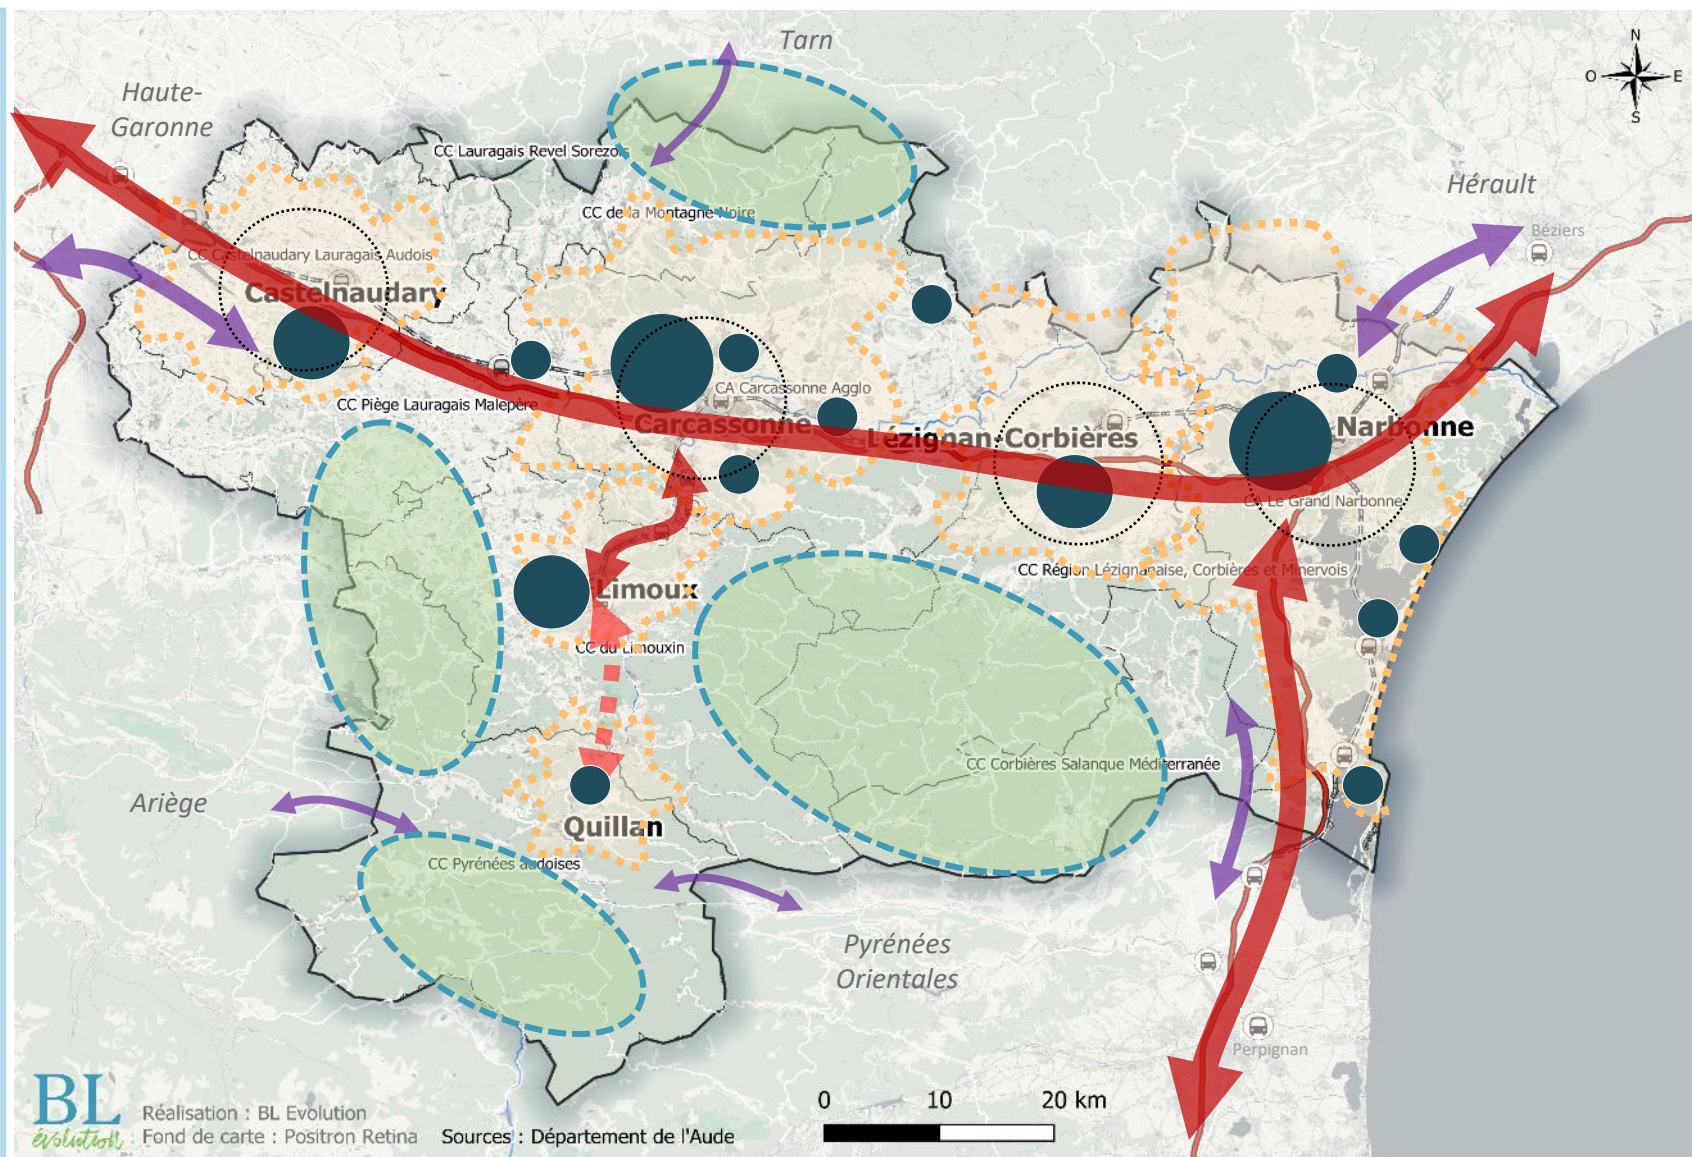 Tarn
N
O
E
S
Haute-
Garonne
CC Lauragais Revel Sorezois
Hérault
CC de la Montagne Noire
Béziers
CC Castelnaudary Lauragais Audois
Castelnaudary
CA Carcassonne Agglo
CC Piège Lauragais Malepère
Carcassonne
Lézignan-Corbières
Narbonne
Le Grand Narbonne
CC Région Lézignanaise, Corbières et Minervois
Limoux
CC du Limouxin
CC Corbières Salanque Méditerranée
Ariège
Quillan
CC Pyrénées audoises
Pyrénées
Orientales
Perpignan
BL
évolution
Réalisation : BL Evolution
Fond de carte : Positron Retina
Sources : Département de l'Aude
0 10 20 km